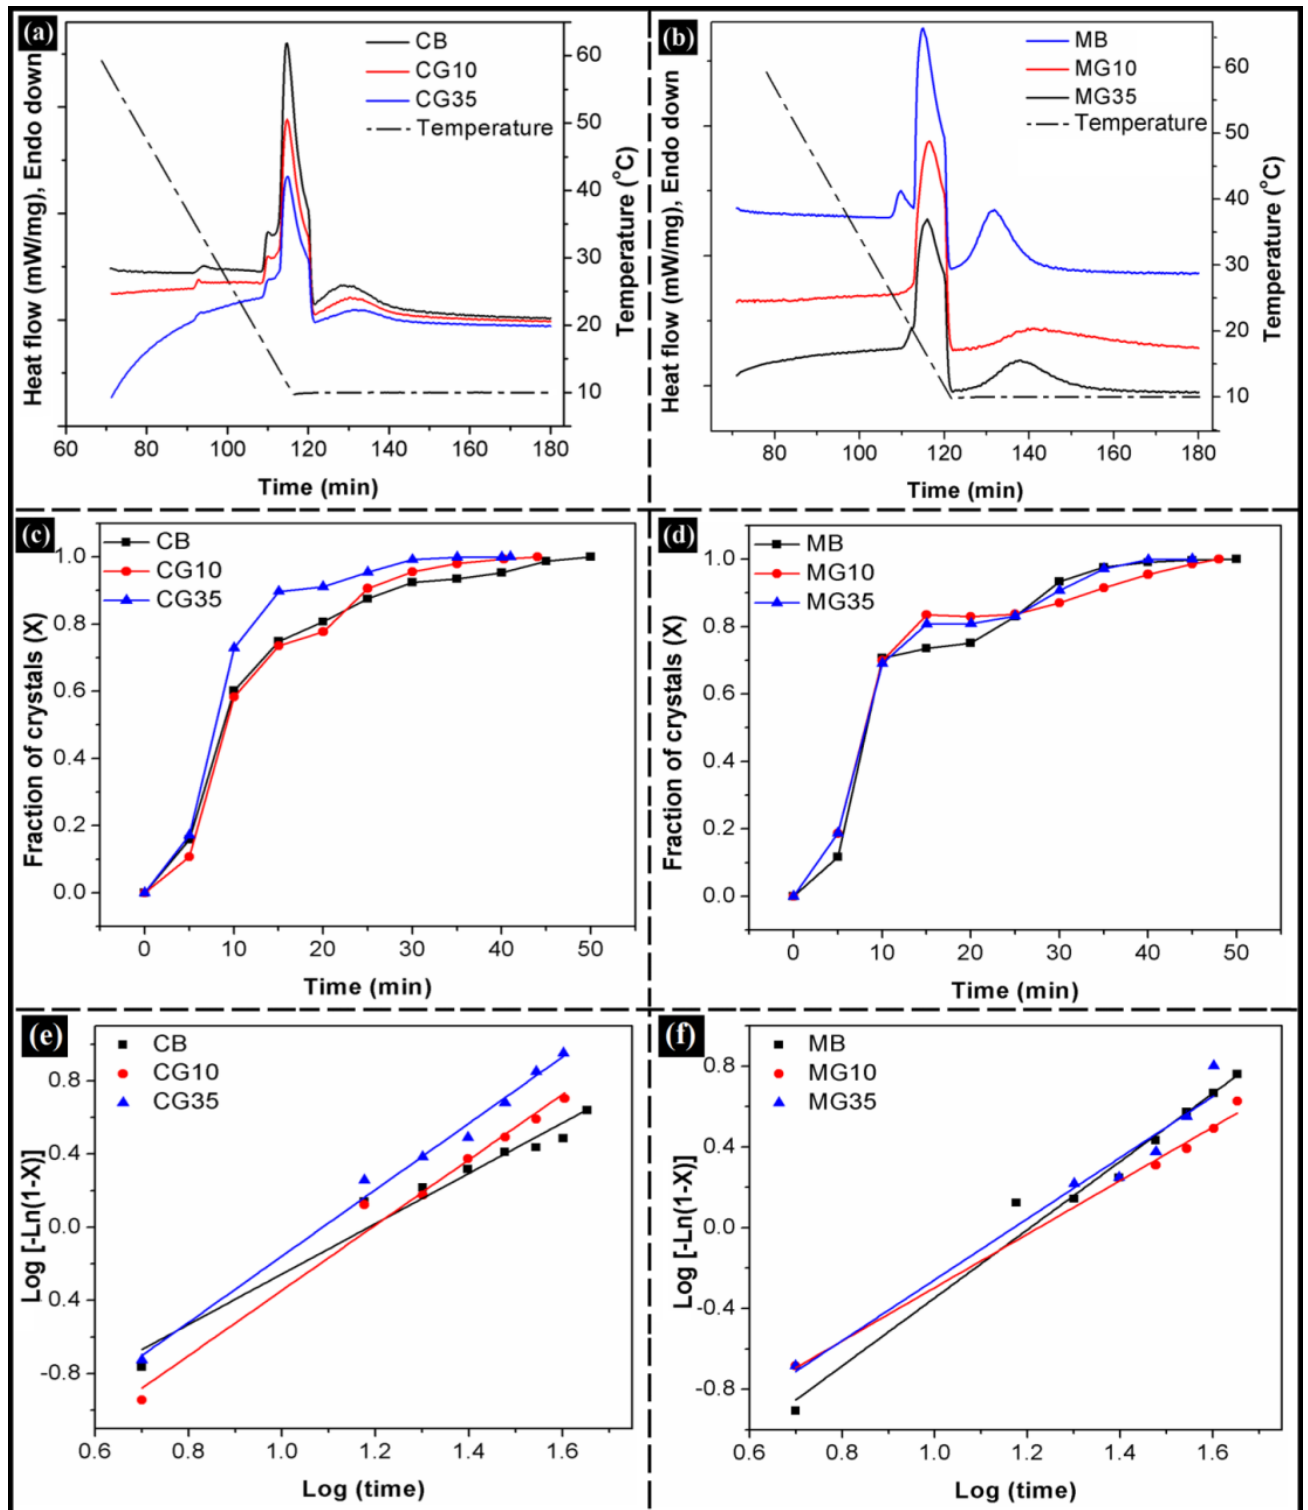 (a)
CB
CG10
CG35
Temperature
Heat flow (mW/mg), Endo down
Temperature (°C)
60
50
40
30
20
10
60 80 100 120 140 160 180
Time (min)
(b)
MB
MG10
MG35
Temperature
Heat flow (mW/mg), Endo down
Temperature (°C)
60
50
40
30
20
10
80 100 120 140 160 180
Time (min)
(c)
CB
CG10
CG35
Fraction of crystals (X)
1.0
0.8
0.6
0.4
0.2
0.0
0 10 20 30 40 50
Time (min)
(d)
MB
MG10
MG35
Fraction of crystals (X)
1.0
0.8
0.6
0.4
0.2
0.0
0 10 20 30 40 50
Time (min)
(e)
CB
CG10
CG35
Log [-Ln(1-X)]
0.8
0.4
0.0
0.4
-0.8
0.6 0.8 1.0 1.2 1.4 1.6
Log (time)
(f)
MB
MG10
MG35
Log [-Ln(1-X)]
0.8
0.4
0.0
-0.4
-0.8
0.6 0.8 1.0 1.2 1.4 1.6
Log (time)